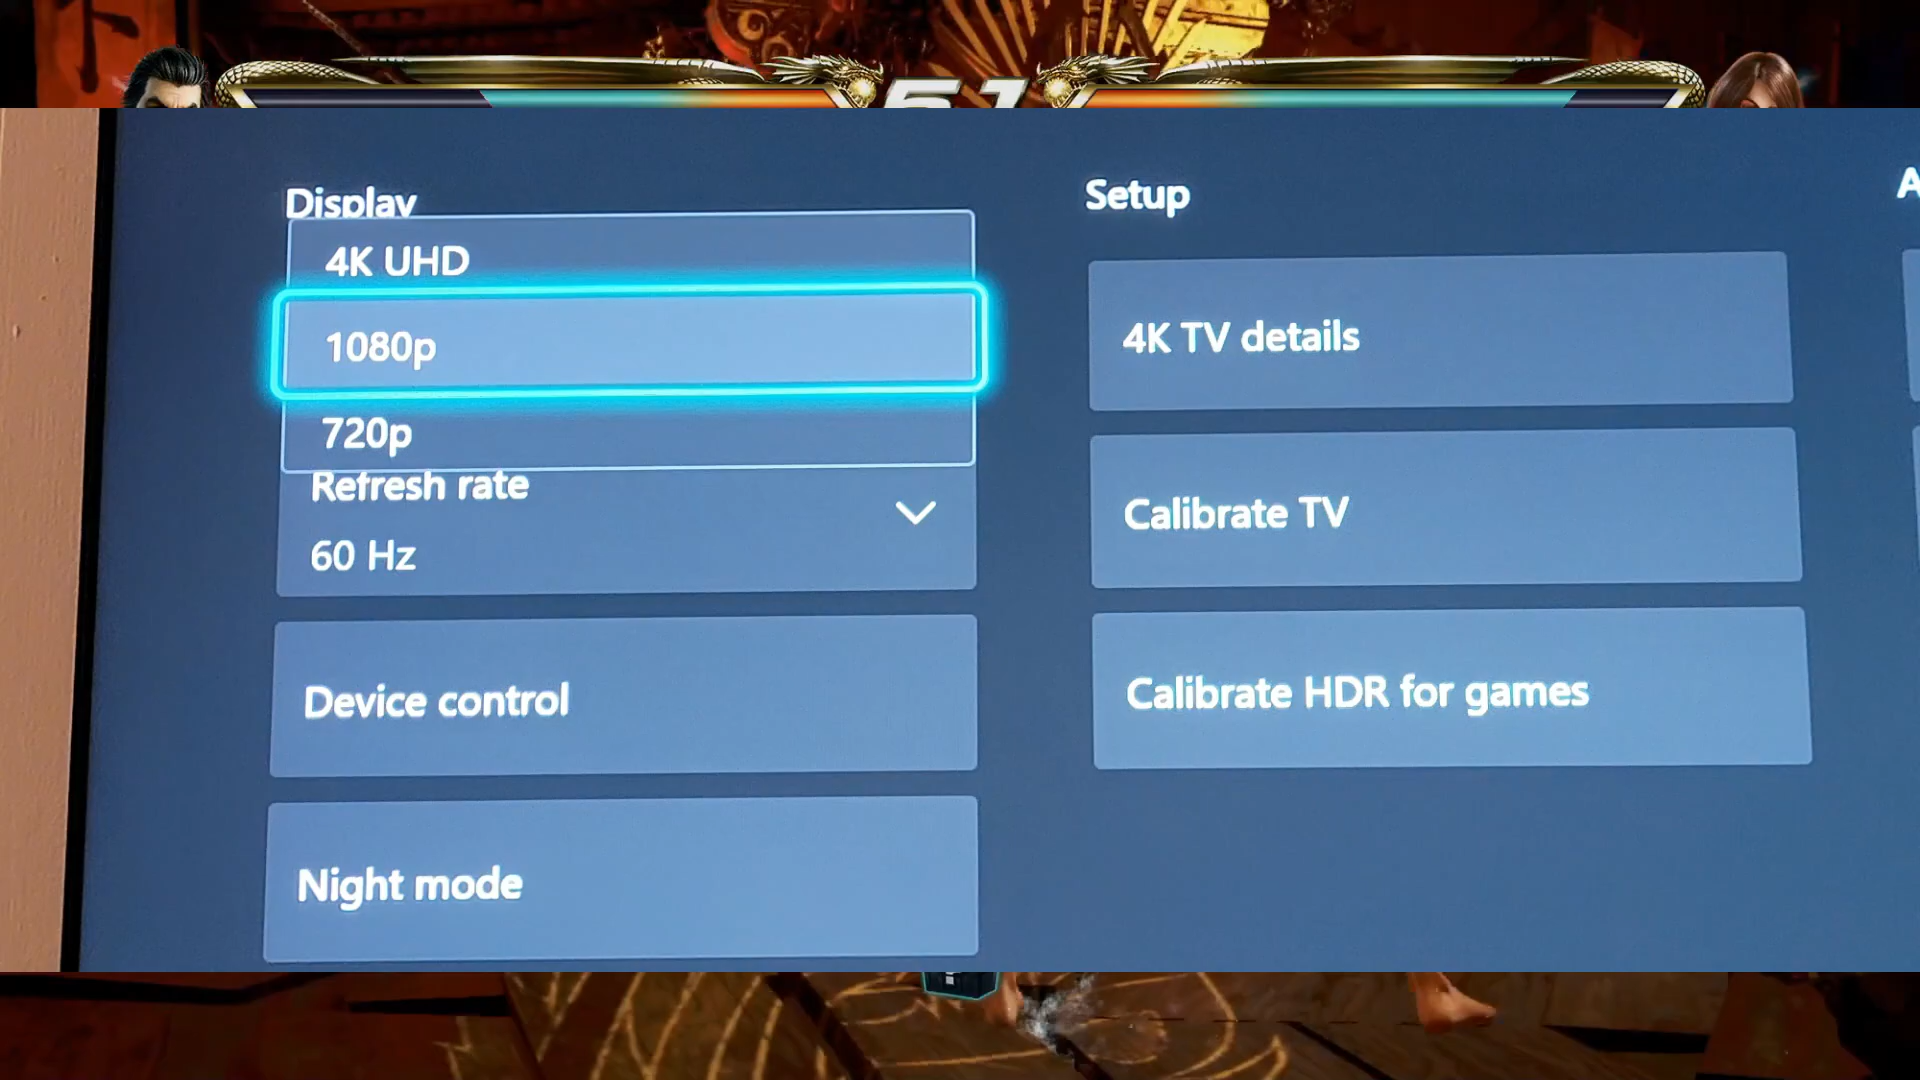 51
Display
4K UHD
1080p
720p
Refresh rate
60 Hz
Device control
Night mode
Setup
4K TV details
Calibrate TV
Calibrate HDR for games
A